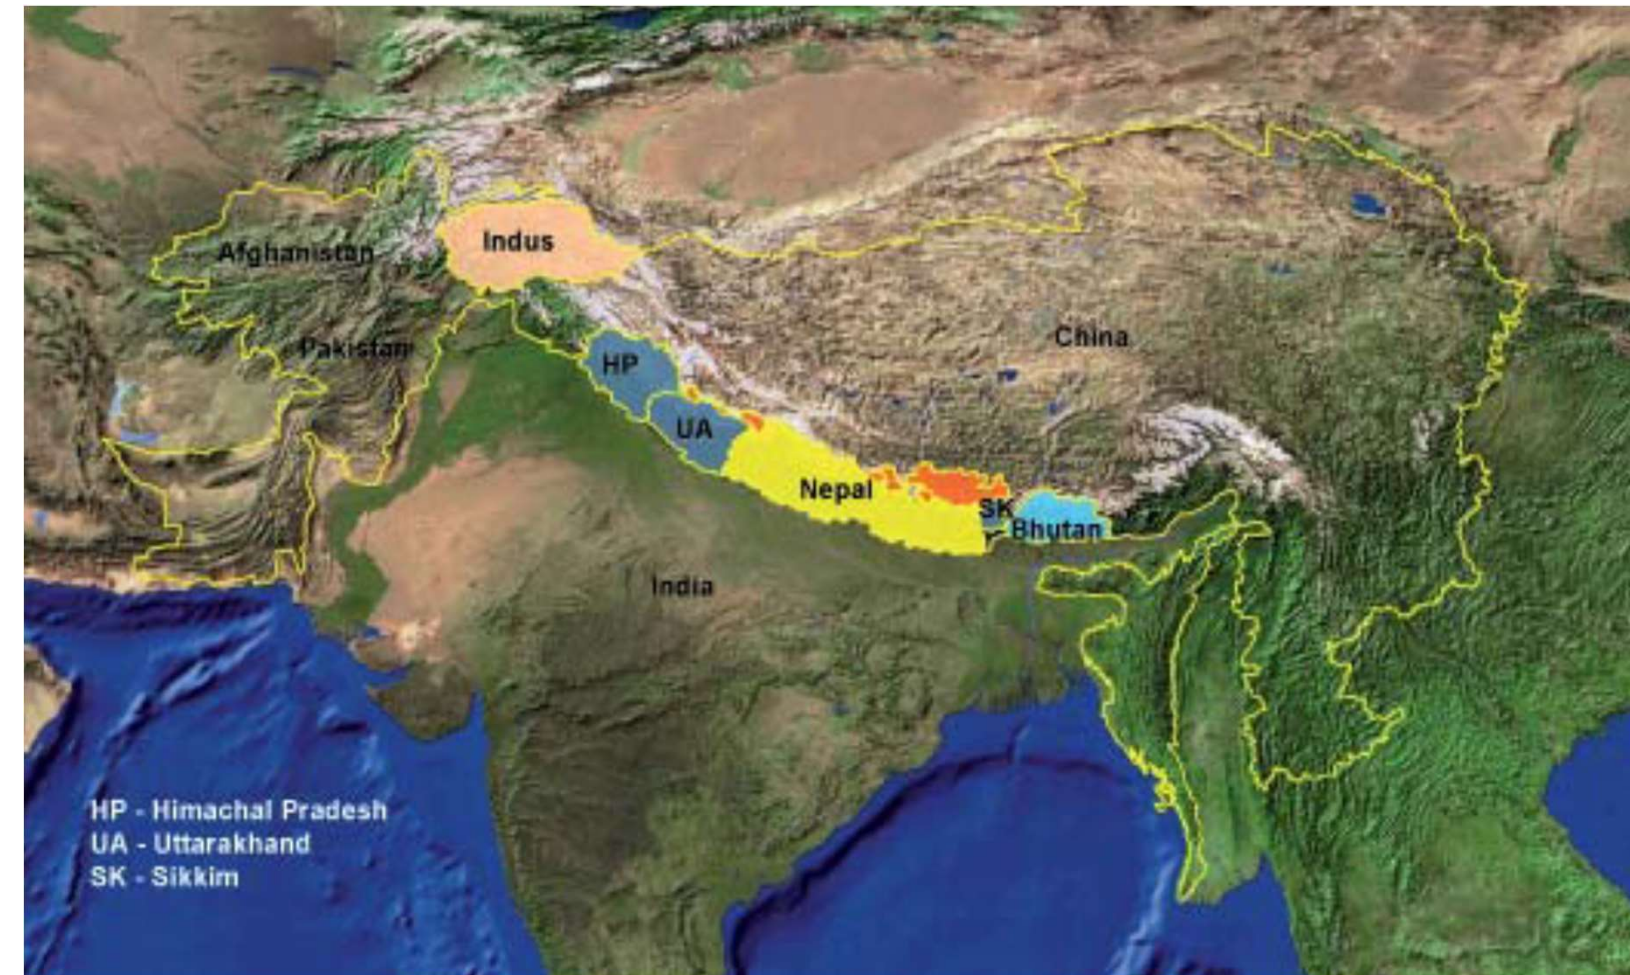 Afghanistan
Indus
Pakistan
China
HP
UA
Nepal
SK
Bhutan
India
HP - Himachal Pradesh
UA - Uttarakhand
SK - Sikkim